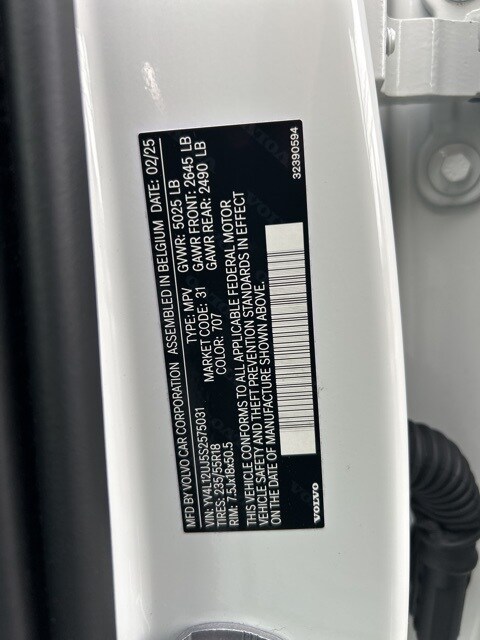 MFD BY VOLVO CAR CORPORATION ASSEMBLED IN BELGIUM DATE: 02/25
VIN: YV4L12UJ5S2575031 TYPE: MPV GVWR: 5025 LB
TIRES: 235/55R18 MARKET CODE: 31 GAWR FRONT: 2645 LB
RIM: 7.5Jx18x50.5 COLOR: 707 GAWR REAR: 2490 LB
THIS VEHICLE CONFORMS TO ALL APPLICABLE FEDERAL MOTOR
VEHICLE SAFETY AND THEFT PREVENTION STANDARDS IN EFFECT
ON THE DATE OF MANUFACTURE SHOWN ABOVE.
VOLVO
32390594